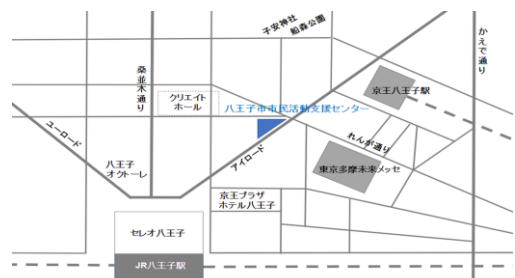 子安神社
船森公園
かえで通り
桑並木通り
京王八王子駅
クリエイト
ホール
八王子市市民活動支援センター
ユーロード
れんが通り
八王子
オクトーレ
アイロード
東京多摩未来メッセ
京王プラザ
ホテル八王子
セレオ八王子
JR八王子駅